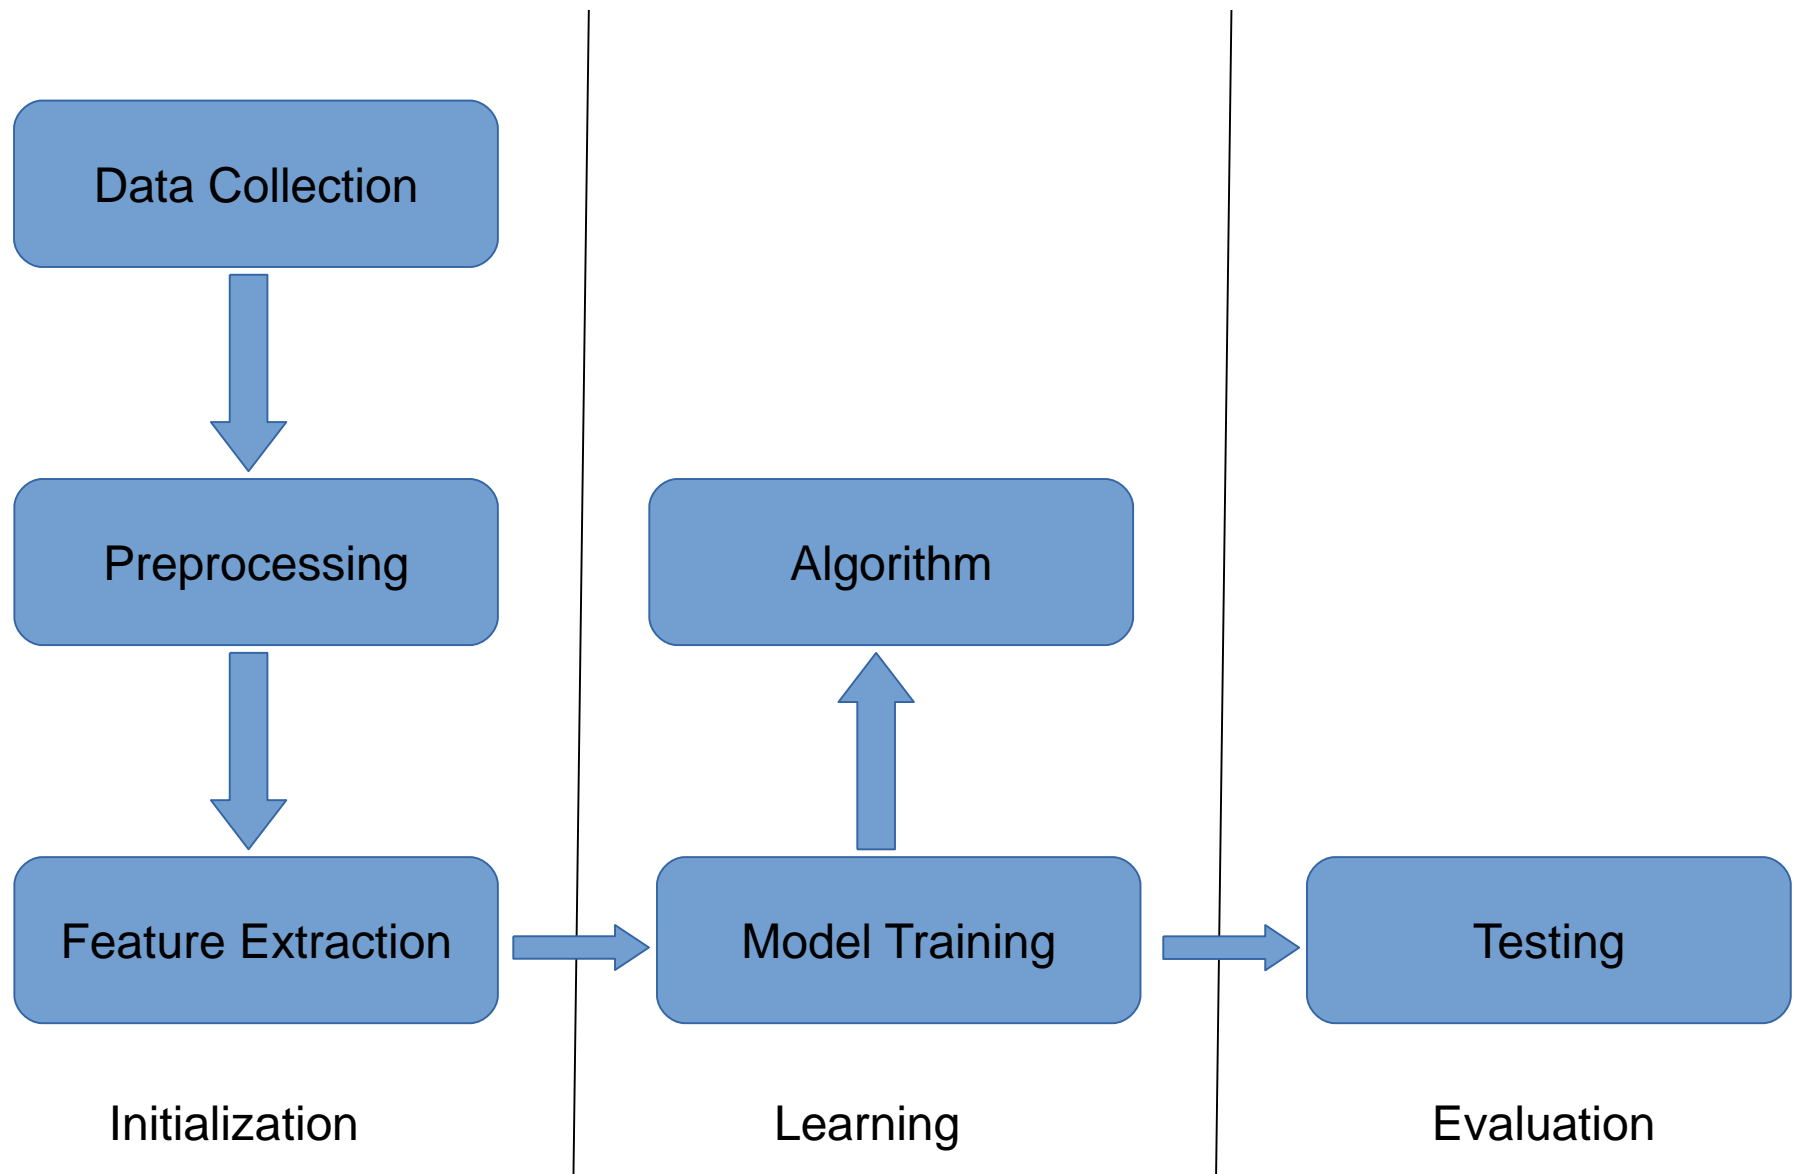 Data Collection
Preprocessing
Algorithm
Feature Extraction
Model Training
Testing
Initialization
Learning
Evaluation